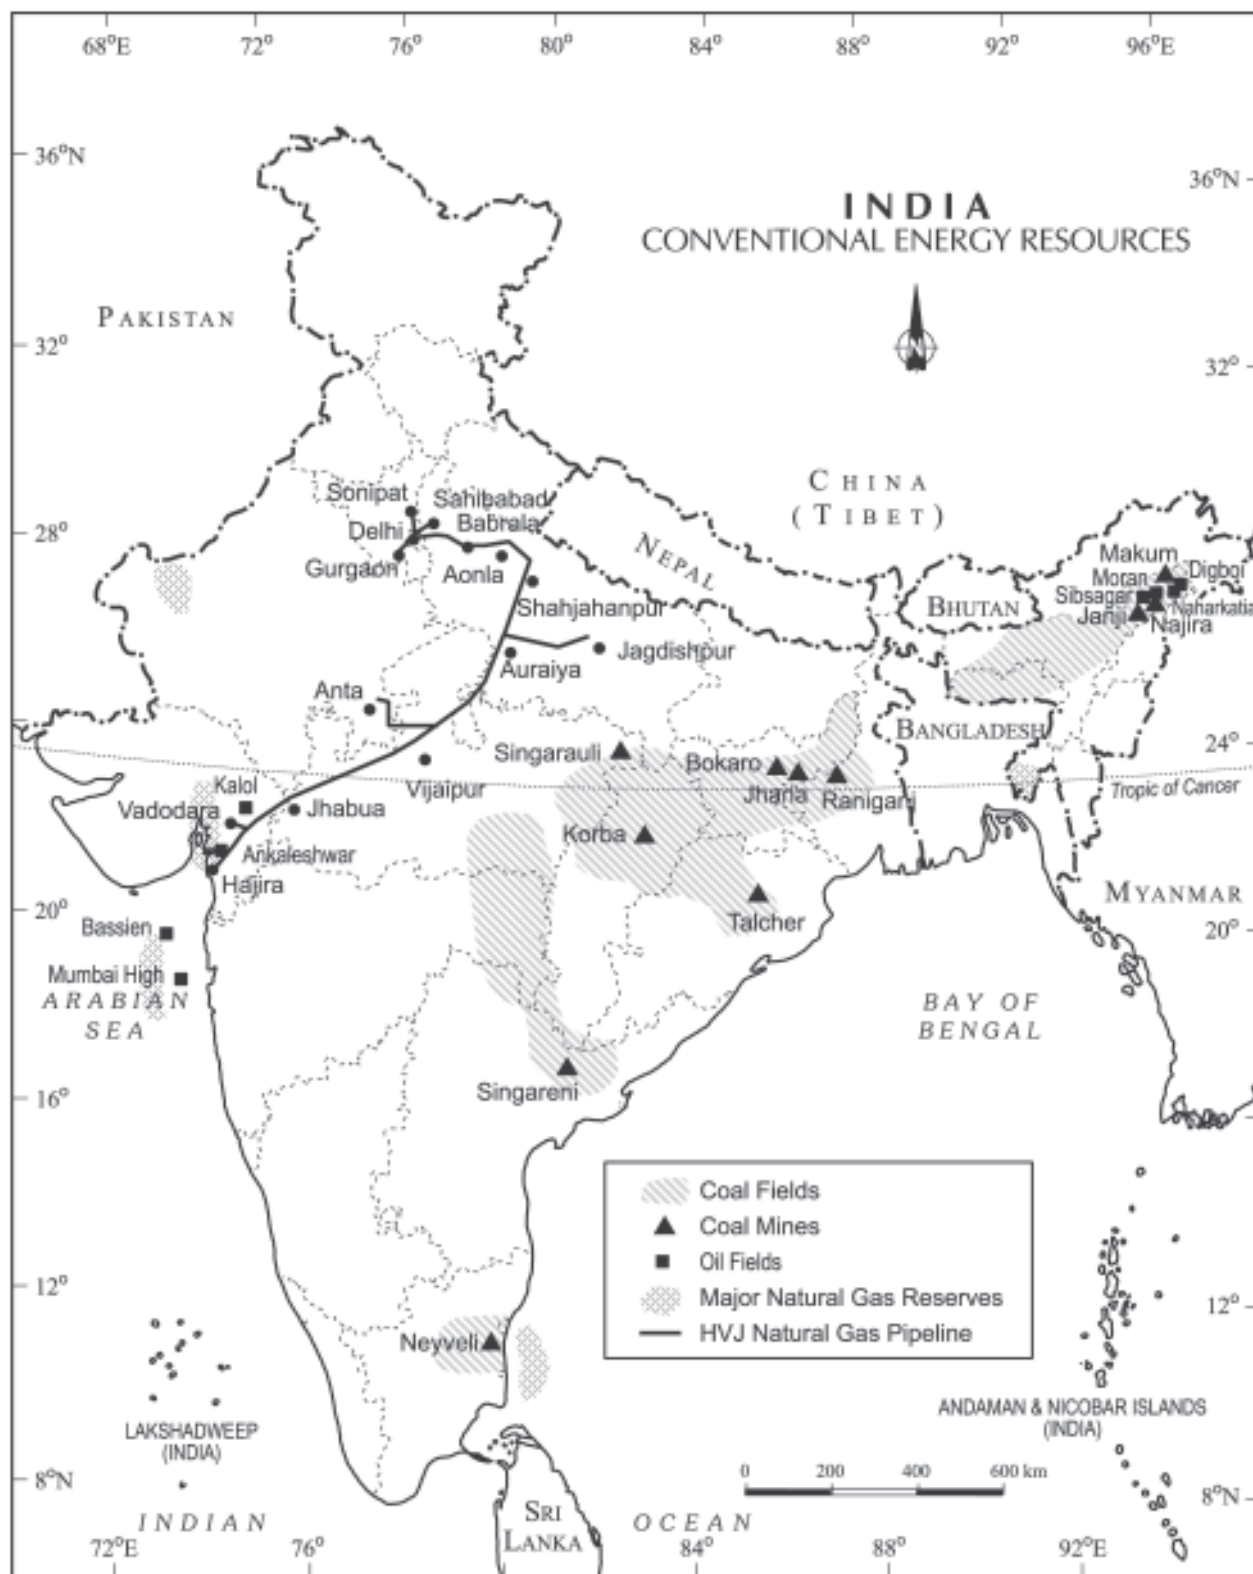 68°E 72° 76° 80° 84° 88° 92° 96°E
36°N
36°N
INDIA
CONVENTIONAL ENERGY RESOURCES
PAKISTAN
32°
32°
CHINA
(TIBET)
Sonipat
Sahibabad
Delhi
Babrala
28°
28°
Gurgaon
Aonla
NEPAL
Makum
Moran
Digboi
Sibsagar
Naharkatia
Janji
Najira
BHUTAN
Shahjahanpur
Jagdishpur
Auraiya
Anta
BANGLADESH
24°
Singarauli
Bokaro
Jharia
Raniganj
Tropic of Cancer
Kalol
Vijaipur
Vadodara
Jhabua
Korba
Ankaleshwar
Hajira
MYANMAR
20°
20°
Bassien
Talcher
Mumbai High
ARABIAN
SEA
BAY OF
BENGAL
16°
Singareni
Coal Fields
Coal Mines
Oil Fields
Major Natural Gas Reserves
HVJ Natural Gas Pipeline
12°
12°
Neyveli
LAKSHADWEEP
(INDIA)
ANDAMAN & NICOBAR ISLANDS
(INDIA)
0 200 400 600 km
8°N
8°N
SRI
LANKA
INDIAN
OCEAN
72°E 76° 84° 88° 92°E